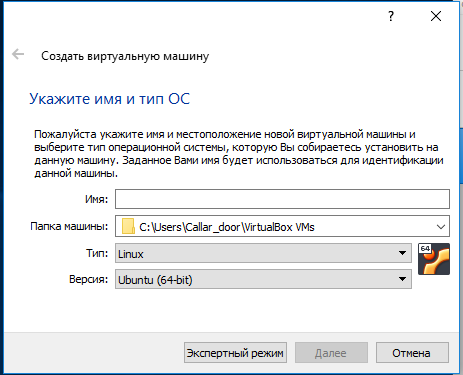 ?
Создать виртуальную машину
Укажите имя и тип ОС
Пожалуйста укажите имя и местоположение новой виртуальной машины и
выберите тип операционной системы, которую Вы собираетесь установить на
данную машину. Заданное Вами имя будет использоваться для идентификации
данной машины.
Имя:
Папка машины: C:\Users\Callar_door\VirtualBox VMs
Тип: Linux 64
Версия: Ubuntu (64-bit)
Экспертный режим Далее Отмена